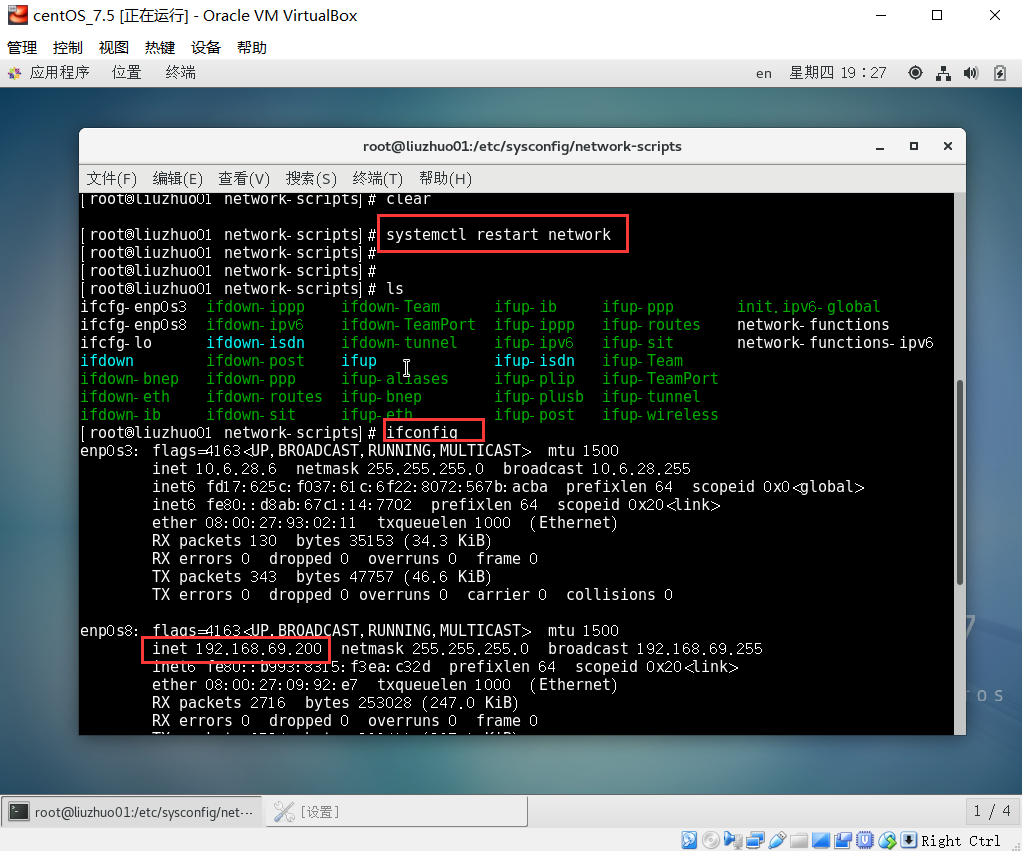 centOS_7.5 [正在运行] - Oracle VM VirtualBox
管理 控制 视图 热键 设备 帮助
应用程序 位置 终端 en 星期四 19:27
root@liuzhuo01:/etc/sysconfig/network-scripts
文件(F) 编辑(E) 查看(V) 搜索(S) 终端(T) 帮助(H)
[root@liuzhuo01 network-scripts]# clear
[root@liuzhuo01 network-scripts]# systemctl restart network
[root@liuzhuo01 network-scripts]#
[root@liuzhuo01 network-scripts]#
[root@liuzhuo01 network-scripts]# ls
ifcfg-enp0s3 ifdown-ippp ifdown-Team ifup-ib ifup-ppp init.ipv6-global
ifcfg-enp0s8 ifdown-ipv6 ifdown-TeamPort ifup-ippp ifup-routes network-functions
ifcfg-lo ifdown-isdn ifdown-tunnel ifup-ipv6 ifup-sit network-functions-ipv6
ifdown ifdown-post ifup ifup-isdn ifup-Team
ifdown-bnep ifdown-ppp ifup-aliases ifup-plip ifup-TeamPort
ifdown-eth ifdown-routes ifup-bnep ifup-plusb ifup-tunnel
ifdown-ib ifdown-sit ifup-eth ifup-post ifup-wireless
[root@liuzhuo01 network-scripts]# ifconfig
enp0s3: flags=4163<UP,BROADCAST,RUNNING,MULTICAST> mtu 1500
inet 10.6.28.6 netmask 255.255.255.0 broadcast 10.6.28.255
inet6 fd17:625c:f037:61c:6f22:8072:567b:acba prefixlen 64 scopeid 0x0<global>
inet6 fe80::d8ab:67c1:14:7702 prefixlen 64 scopeid 0x20<link>
ether 08:00:27:93:02:11 txqueuelen 1000 (Ethernet)
RX packets 130 bytes 35153 (34.3 KiB)
RX errors 0 dropped 0 overruns 0 frame 0
TX packets 343 bytes 47757 (46.6 KiB)
TX errors 0 dropped 0 overruns 0 carrier 0 collisions 0
enp0s8: flags=4163<UP,BROADCAST,RUNNING,MULTICAST> mtu 1500
inet 192.168.69.200 netmask 255.255.255.0 broadcast 192.168.69.255
inet6 fe80::b993:8315:f3ea:c32d prefixlen 64 scopeid 0x20<link>
ether 08:00:27:09:92:e7 txqueuelen 1000 (Ethernet)
RX packets 2716 bytes 253028 (247.0 KiB)
RX errors 0 dropped 0 overruns 0 frame 0
7
OS
root@liuzhuo01:/etc/sysconfig/net··· [设置] 1 / 4
Right Ctrl